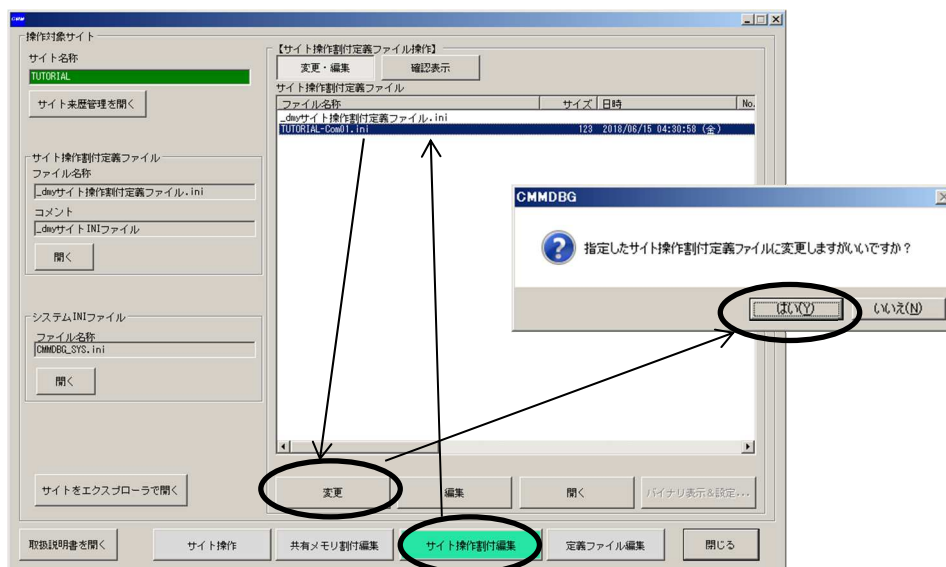 CMM
操作対象サイト
サイト名称
TUTORIAL
サイト来歴管理を開く
サイト操作割付定義ファイル
ファイル名称
_dmyサイト操作割付定義ファイル.ini
コメント
_dmyサイトINIファイル
開く
システムINIファイル
ファイル名称
CMMDBG_SYS.ini
開く
サイトをエクスプローラで開く
【サイト操作割付定義ファイル操作】
変更・編集 確認表示
サイト操作割付定義ファイル
ファイル名称 サイズ 日時 No.
_dmyサイト操作割付定義ファイル.ini
TUTORIAL-Com01.ini 123 2018/06/15 04:30:58 (金)
変更 編集 開く バイナリ表示&設定...
CMMDBG
指定したサイト操作割付定義ファイルに変更しますがいいですか？
はい(Y) いいえ(N)
取扱説明書を開く サイト操作 共有メモリ割付編集 サイト操作割付編集 定義ファイル編集 閉じる